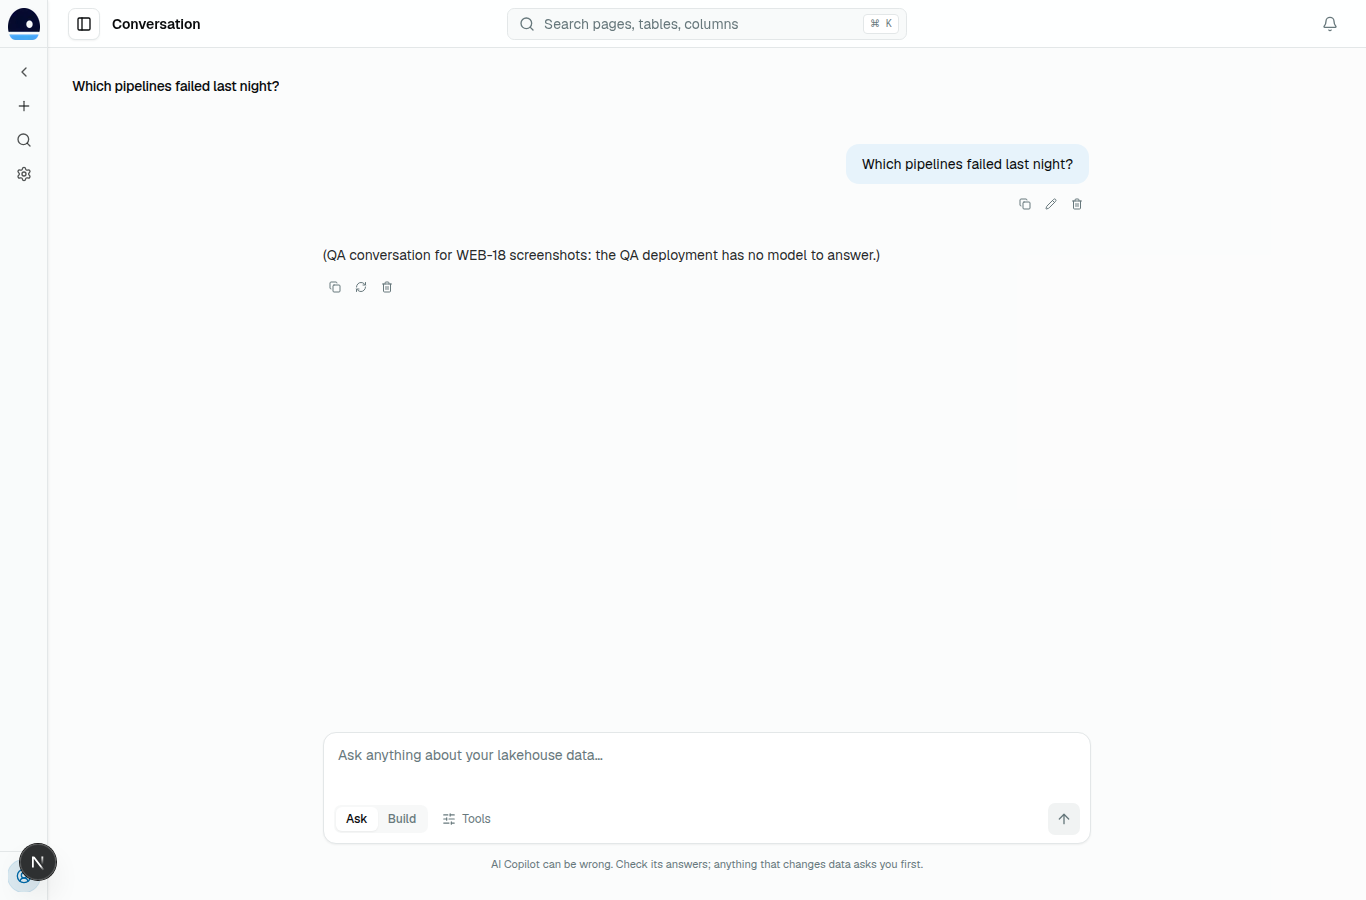 Conversation
Search pages, tables, columns
⌘ K
Which pipelines failed last night?
Which pipelines failed last night?
(QA conversation for WEB-18 screenshots: the QA deployment has no model to answer.)
Ask anything about your lakehouse data…
Ask
Build
Tools
N
AI Copilot can be wrong. Check its answers; anything that changes data asks you first.